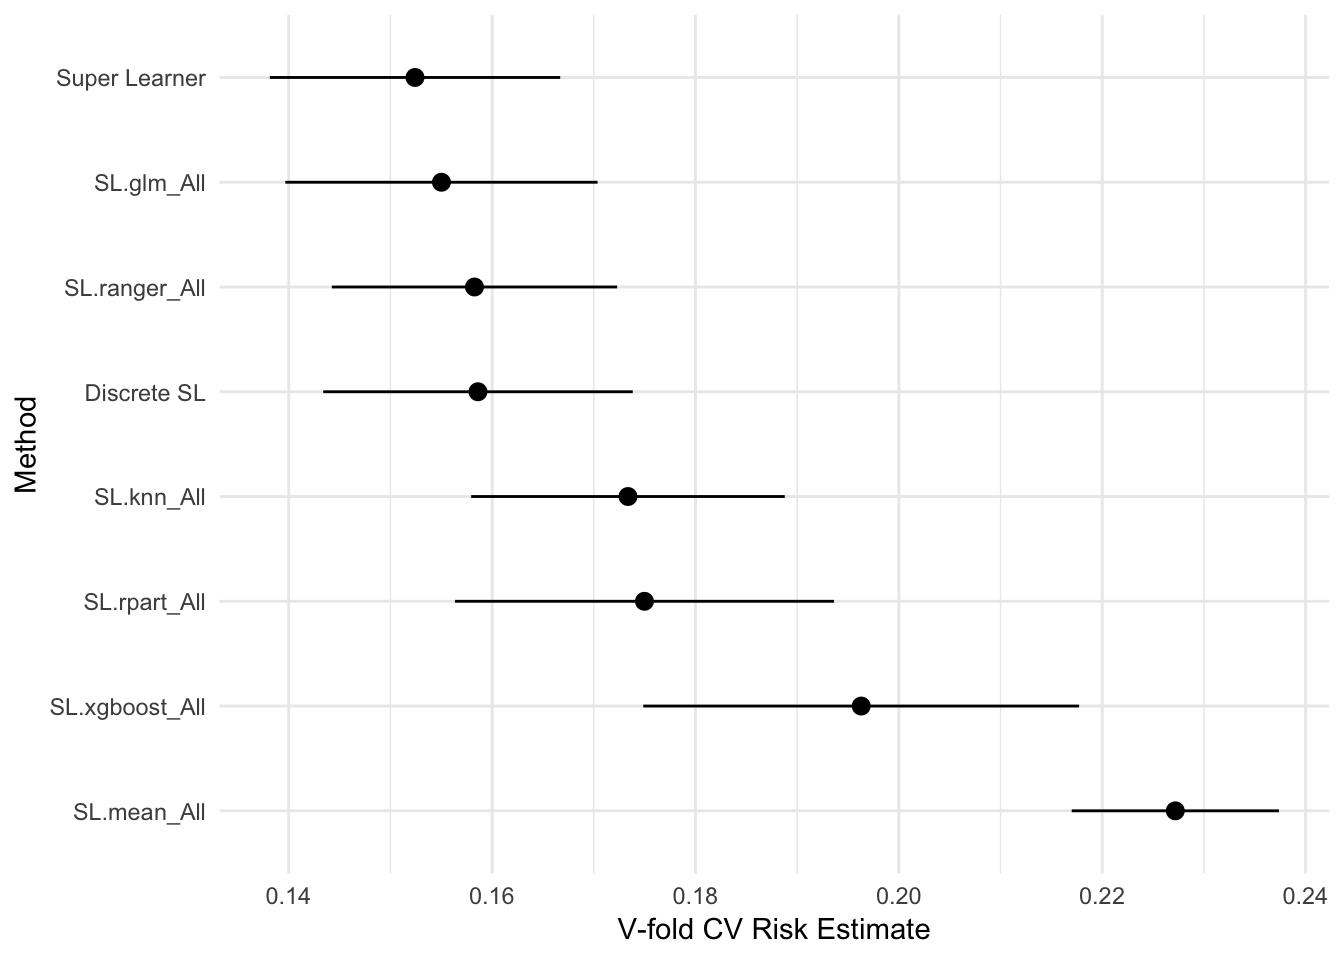 Super Learner
SL.glm_All
SL.ranger_All
Discrete SL
SL.knn_All
SL.rpart_All
SL.xgboost_All
SL.mean_All
Method
0.14 0.16 0.18 0.20 0.22 0.24
V-fold CV Risk Estimate